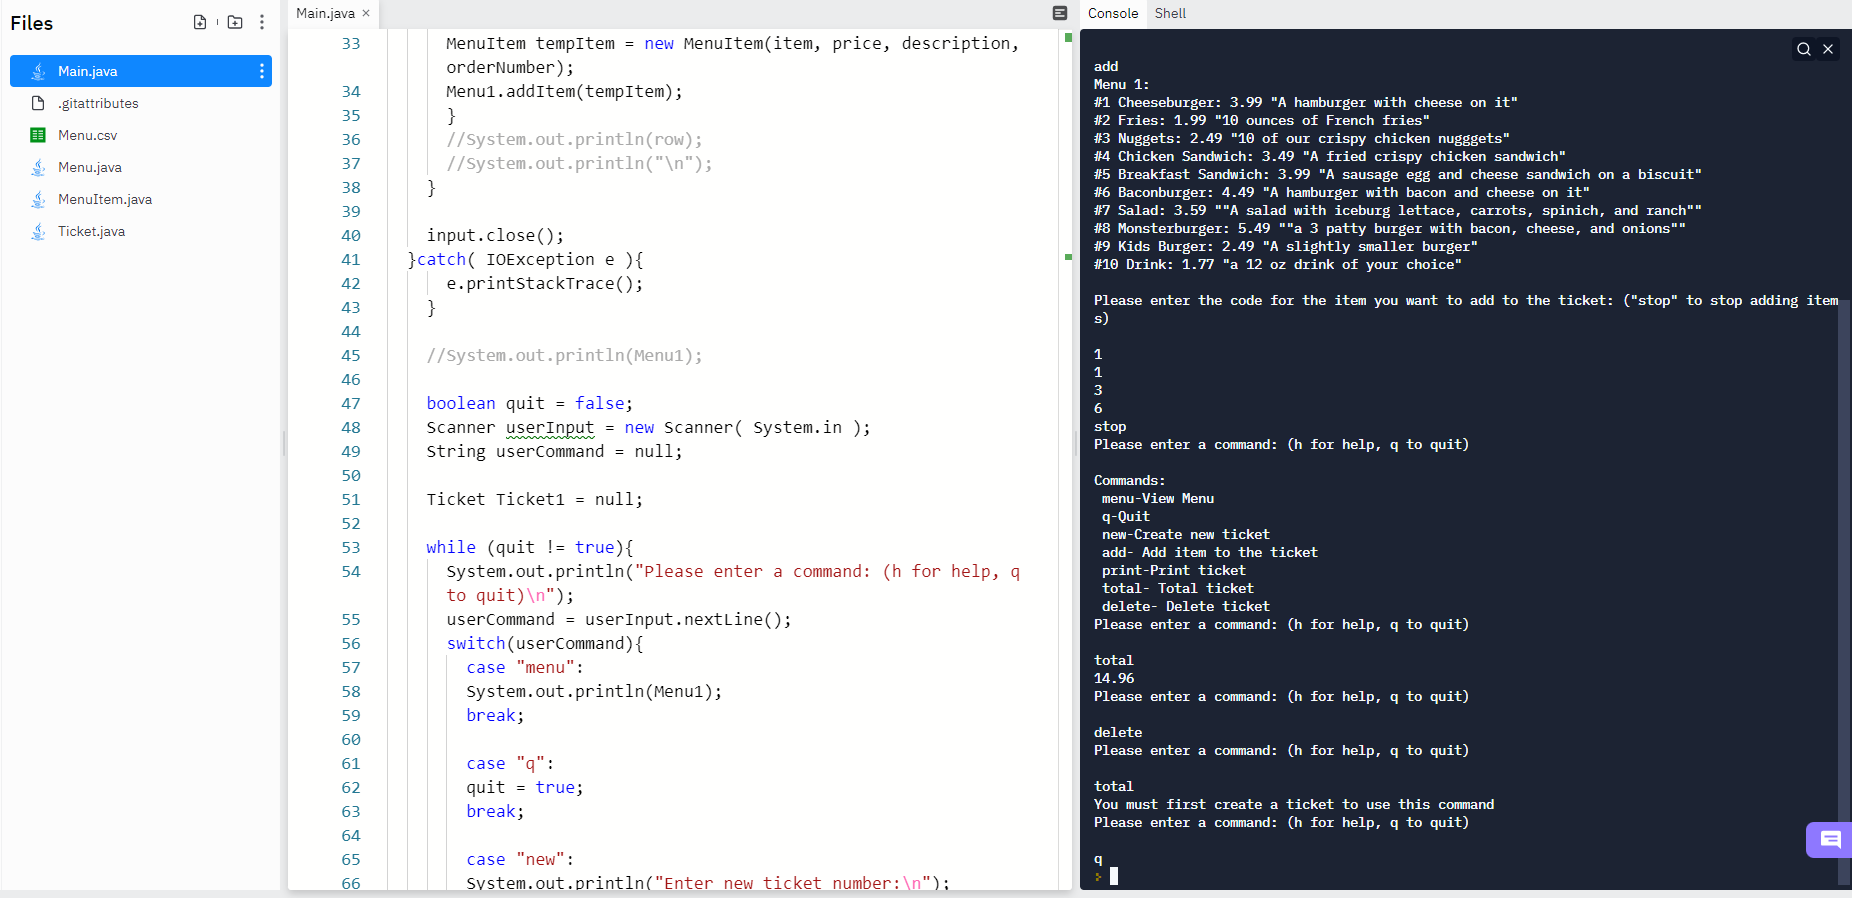 Files
Main.java
.gitattributes
Menu.csv
Menu.java
MenuItem.java
Ticket.java
Main.java ×
33 MenuItem tempItem = new MenuItem(item, price, description,
orderNumber);
34 Menu1.addItem(tempItem);
35 }
36 //System.out.println(row);
37 //System.out.println("\n");
38 }
39
40 input.close();
41 }catch( IOException e ){
42 e.printStackTrace();
43 }
44
45 //System.out.println(Menu1);
46
47 boolean quit = false;
48 Scanner userInput = new Scanner( System.in );
49 String userCommand = null;
50
51 Ticket Ticket1 = null;
52
53 while (quit != true){
54 System.out.println("Please enter a command: (h for help, q
to quit)\n");
55 userCommand = userInput.nextLine();
56 switch(userCommand){
57 case "menu":
58 System.out.println(Menu1);
59 break;
60
61 case "q":
62 quit = true;
63 break;
64
65 case "new":
66 System.out.println("Enter new ticket number:\n");
Console Shell
add
Menu 1:
#1 Cheeseburger: 3.99 "A hamburger with cheese on it"
#2 Fries: 1.99 "10 ounces of French fries"
#3 Nuggets: 2.49 "10 of our crispy chicken nugggets"
#4 Chicken Sandwich: 3.49 "A fried crispy chicken sandwich"
#5 Breakfast Sandwich: 3.99 "A sausage egg and cheese sandwich on a biscuit"
#6 Baconburger: 4.49 "A hamburger with bacon and cheese on it"
#7 Salad: 3.59 ""A salad with iceburg lettace, carrots, spinich, and ranch""
#8 Monsterburger: 5.49 ""a 3 patty burger with bacon, cheese, and onions""
#9 Kids Burger: 2.49 "A slightly smaller burger"
#10 Drink: 1.77 "a 12 oz drink of your choice"
Please enter the code for the item you want to add to the ticket: ("stop" to stop adding item
s)
1
1
3
6
stop
Please enter a command: (h for help, q to quit)
Commands:
menu-View Menu
q-Quit
new-Create new ticket
add- Add item to the ticket
print-Print ticket
total- Total ticket
delete- Delete ticket
Please enter a command: (h for help, q to quit)
total
14.96
Please enter a command: (h for help, q to quit)
delete
Please enter a command: (h for help, q to quit)
total
You must first create a ticket to use this command
Please enter a command: (h for help, q to quit)
q